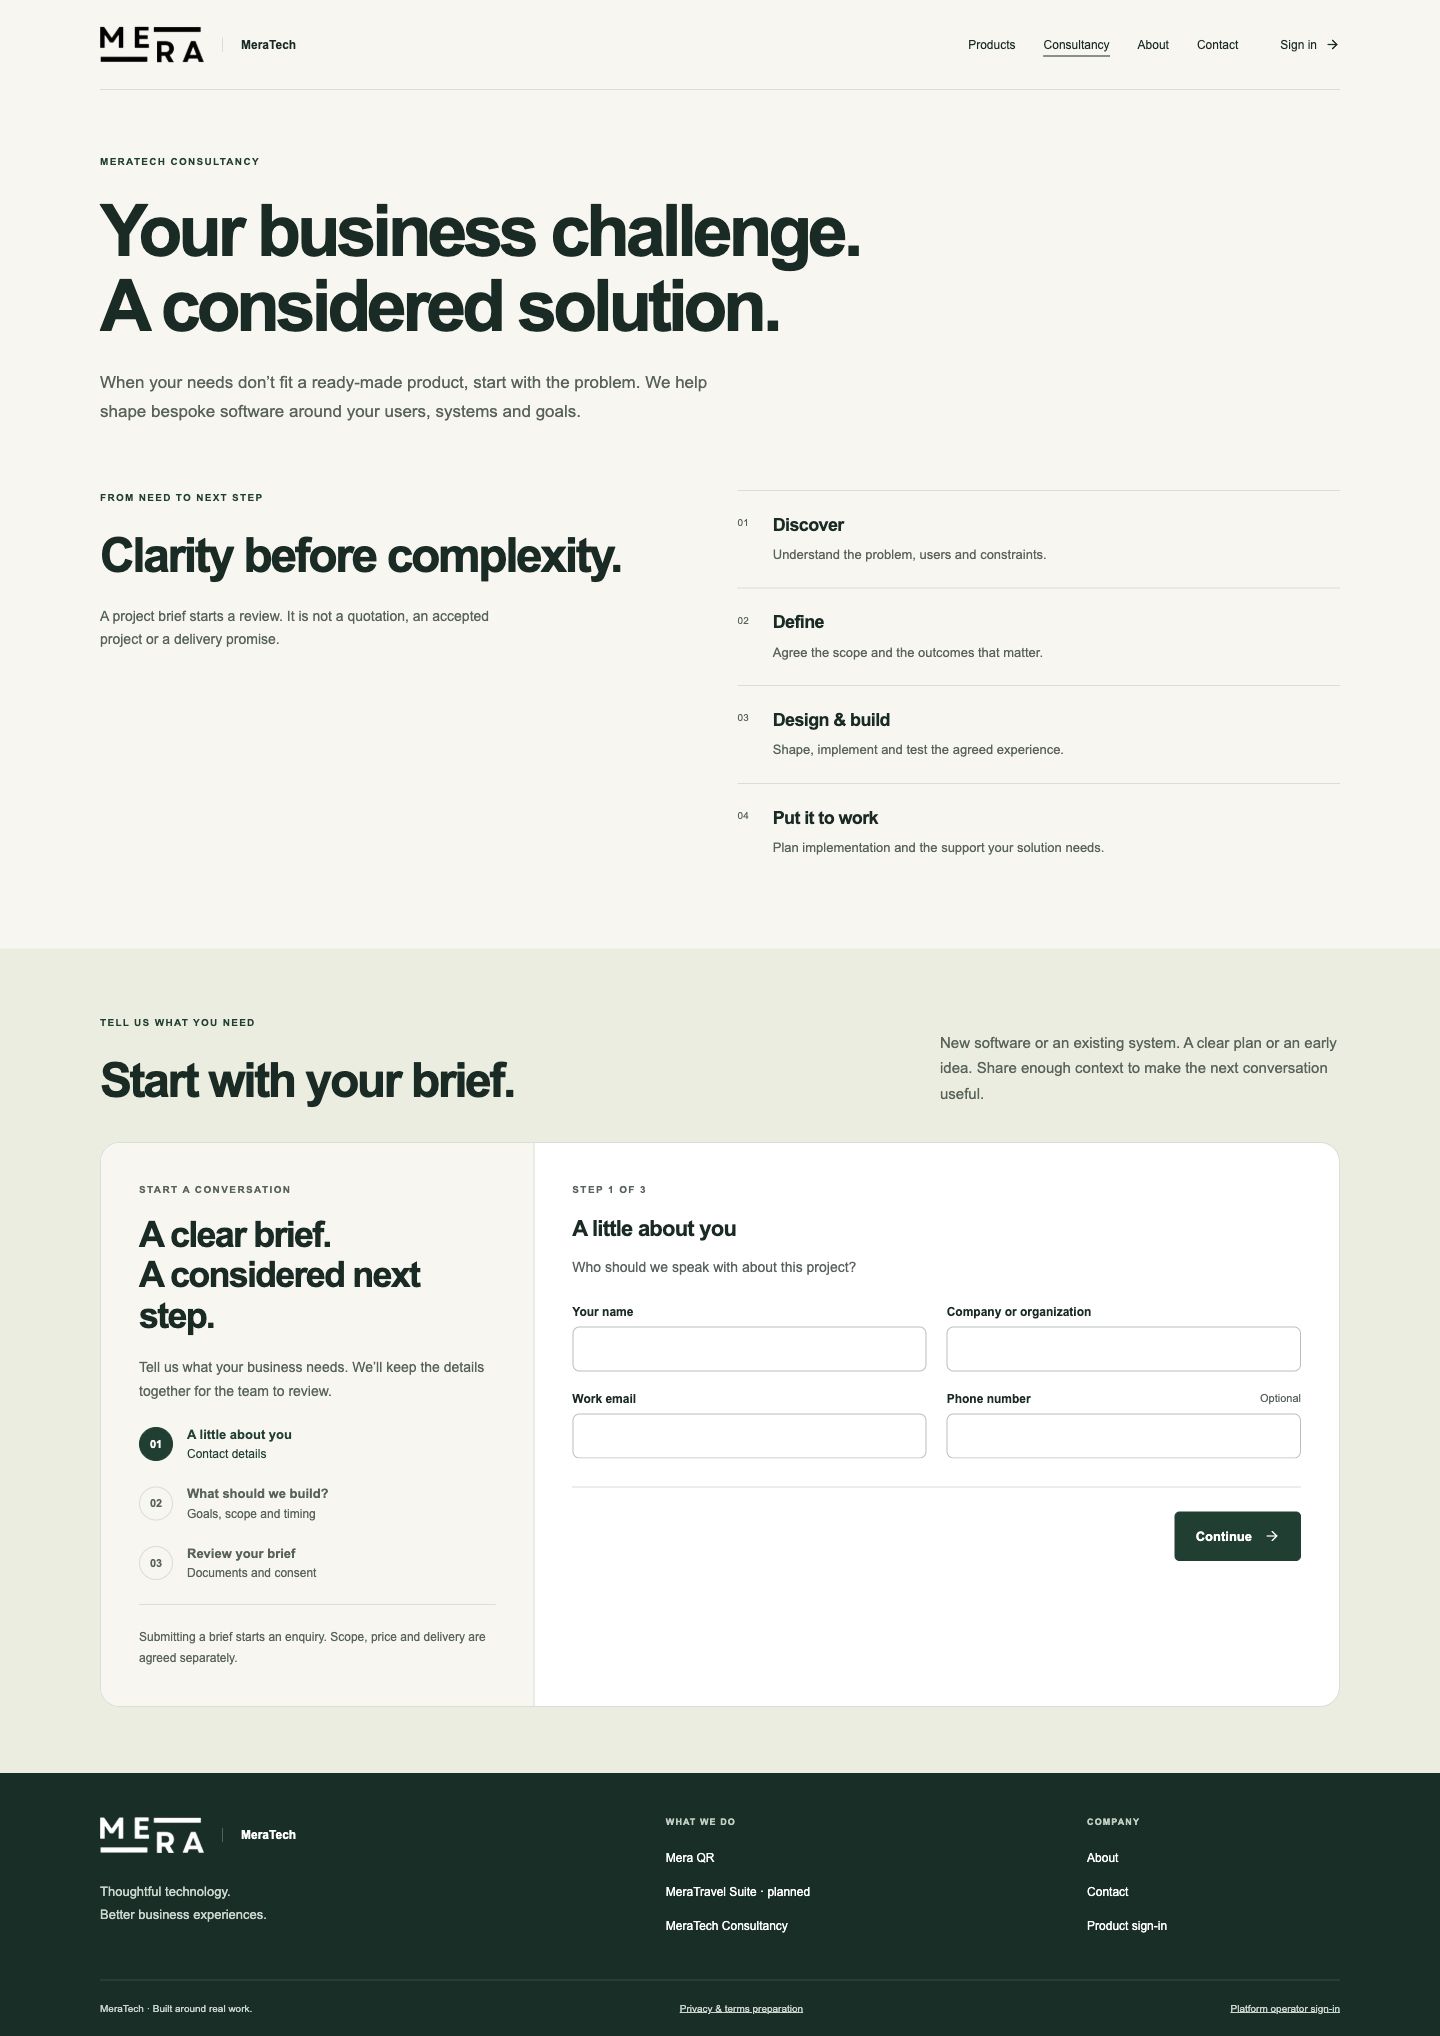 MERA
MeraTech
Products
Consultancy
About
Contact
Sign in
MERATECH CONSULTANCY
Your business challenge.
A considered solution.
When your needs don’t fit a ready-made product, start with the problem. We help
shape bespoke software around your users, systems and goals.
FROM NEED TO NEXT STEP
Clarity before complexity.
A project brief starts a review. It is not a quotation, an accepted
project or a delivery promise.
01
Discover
Understand the problem, users and constraints.
02
Define
Agree the scope and the outcomes that matter.
03
Design & build
Shape, implement and test the agreed experience.
04
Put it to work
Plan implementation and the support your solution needs.
TELL US WHAT YOU NEED
Start with your brief.
New software or an existing system. A clear plan or an early
idea. Share enough context to make the next conversation
useful.
START A CONVERSATION
A clear brief.
A considered next
step.
Tell us what your business needs. We’ll keep the details
together for the team to review.
01
A little about you
Contact details
02
What should we build?
Goals, scope and timing
03
Review your brief
Documents and consent
Submitting a brief starts an enquiry. Scope, price and delivery are
agreed separately.
STEP 1 OF 3
A little about you
Who should we speak with about this project?
Your name
Company or organization
Work email
Phone number
Optional
Continue
MERA
MeraTech
Thoughtful technology.
Better business experiences.
WHAT WE DO
Mera QR
MeraTravel Suite · planned
MeraTech Consultancy
COMPANY
About
Contact
Product sign-in
MeraTech · Built around real work.
Privacy & terms preparation
Platform operator sign-in